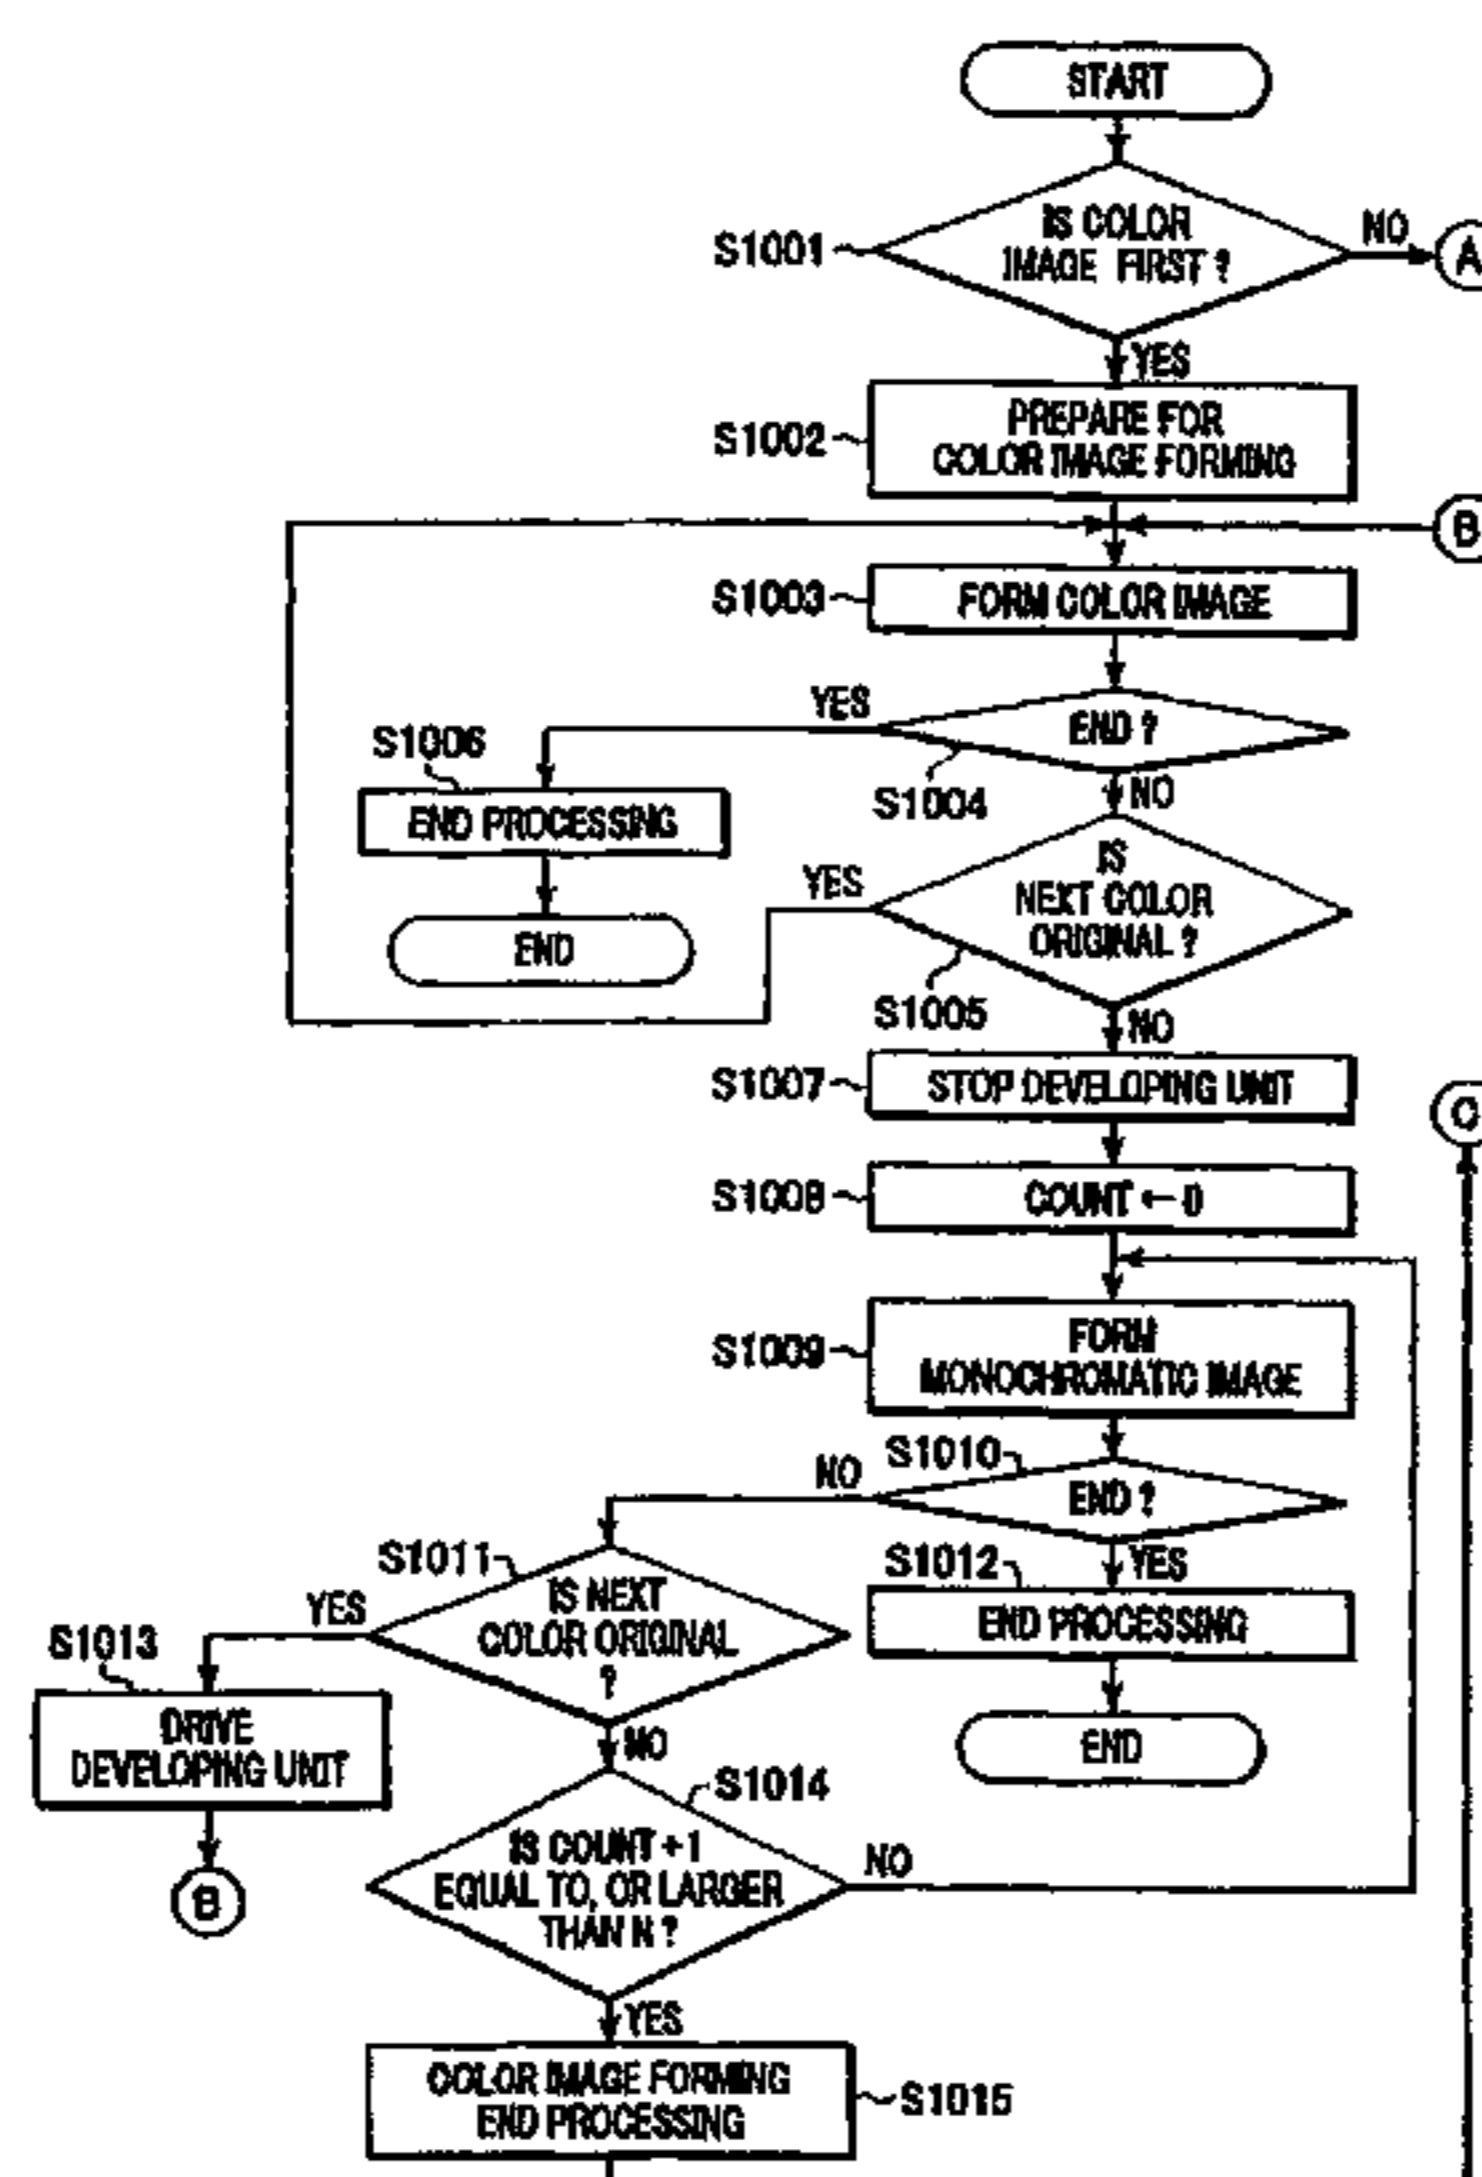 START
IS COLOR
IMAGE FIRST ?
S1001
NO
A
YES
PREPARE FOR
COLOR IMAGE FORMING
S1002
B
FORM COLOR IMAGE
S1003
YES
END ?
S1006
S1004
NO
END PROCESSING
IS
NEXT COLOR
ORIGINAL ?
YES
END
S1005
NO
S1007
STOP DEVELOPING UNIT
C
S1008
COUNT ← 0
S1009
FORM
MONOCHROMATIC IMAGE
S1010
NO
END ?
S1011
S1012
YES
IS NEXT
COLOR ORIGINAL
?
YES
END PROCESSING
S1013
DRIVE
DEVELOPING UNIT
NO
END
S1014
B
IS COUNT +1
EQUAL TO, OR LARGER
THAN N ?
NO
YES
COLOR IMAGE FORMING
END PROCESSING
S1015